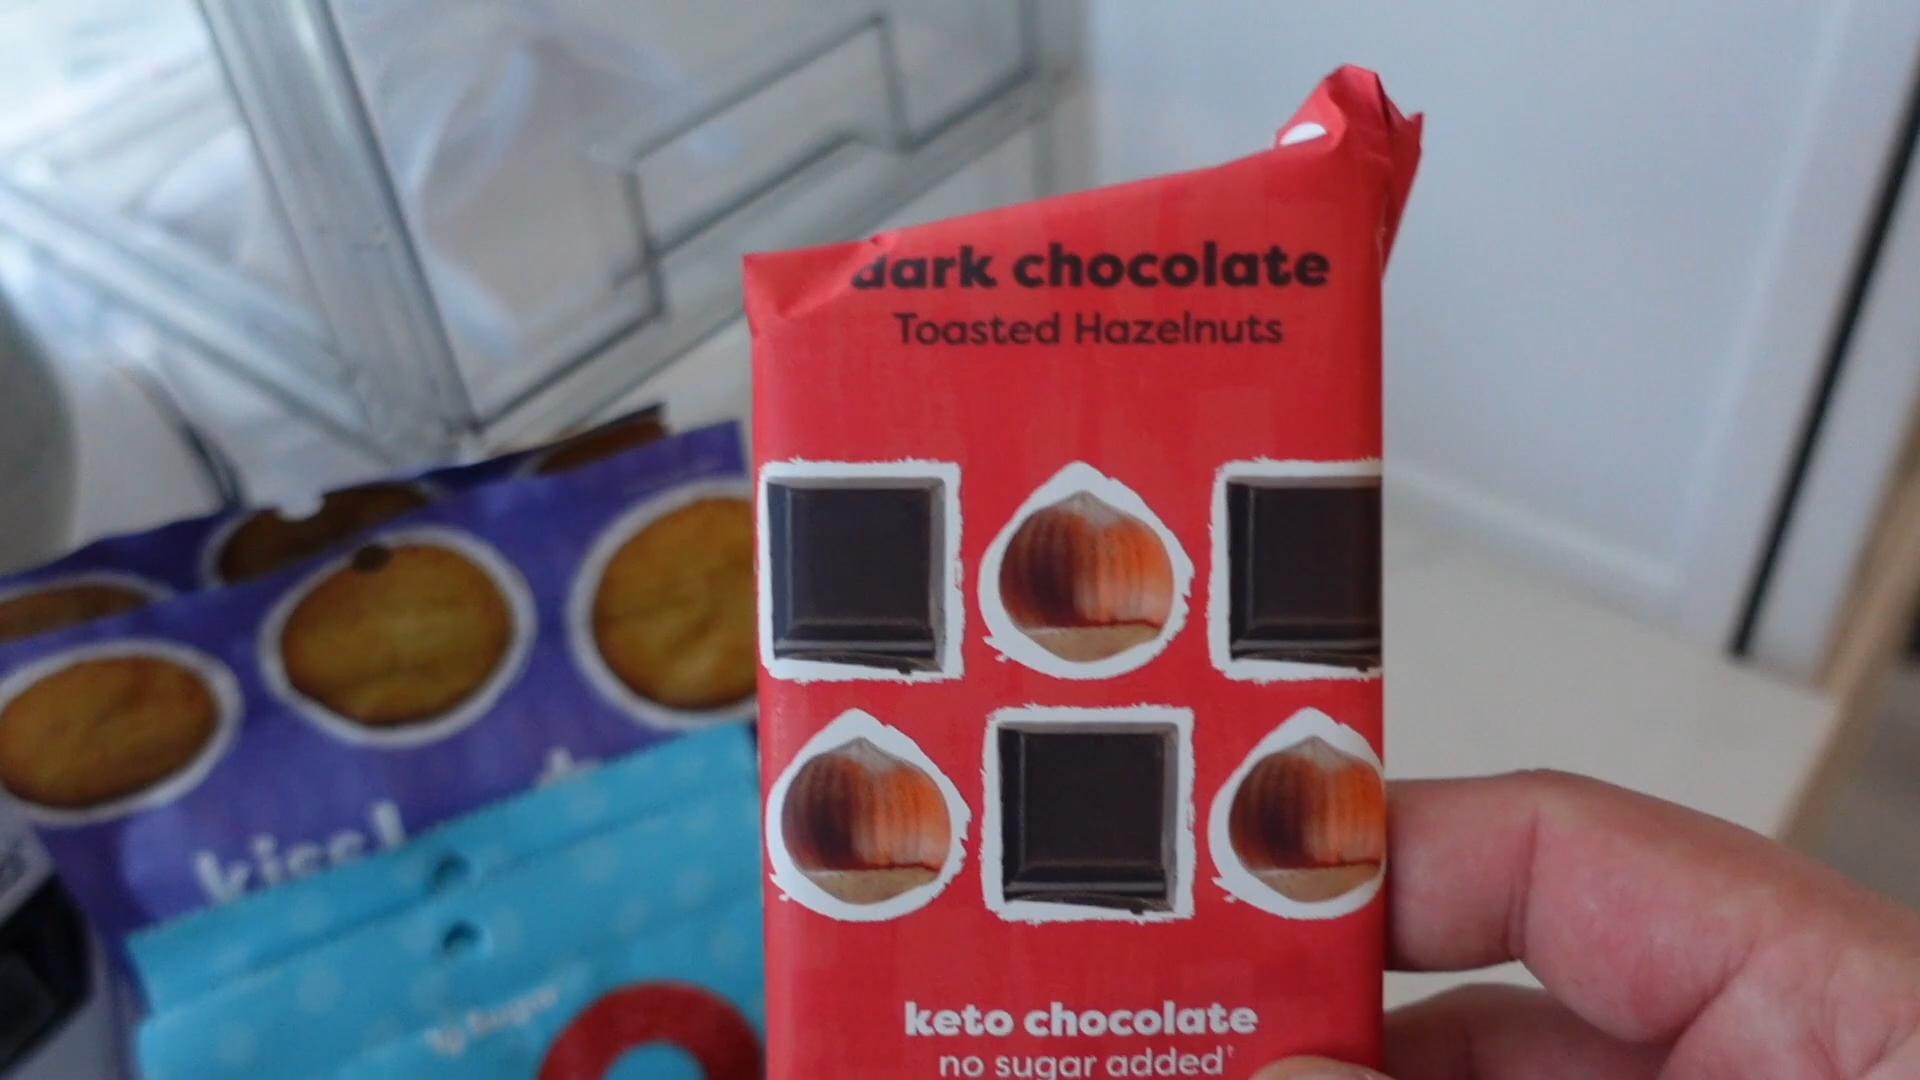 dark chocolate
Toasted Hazelnuts
keto chocolate
no sugar added†